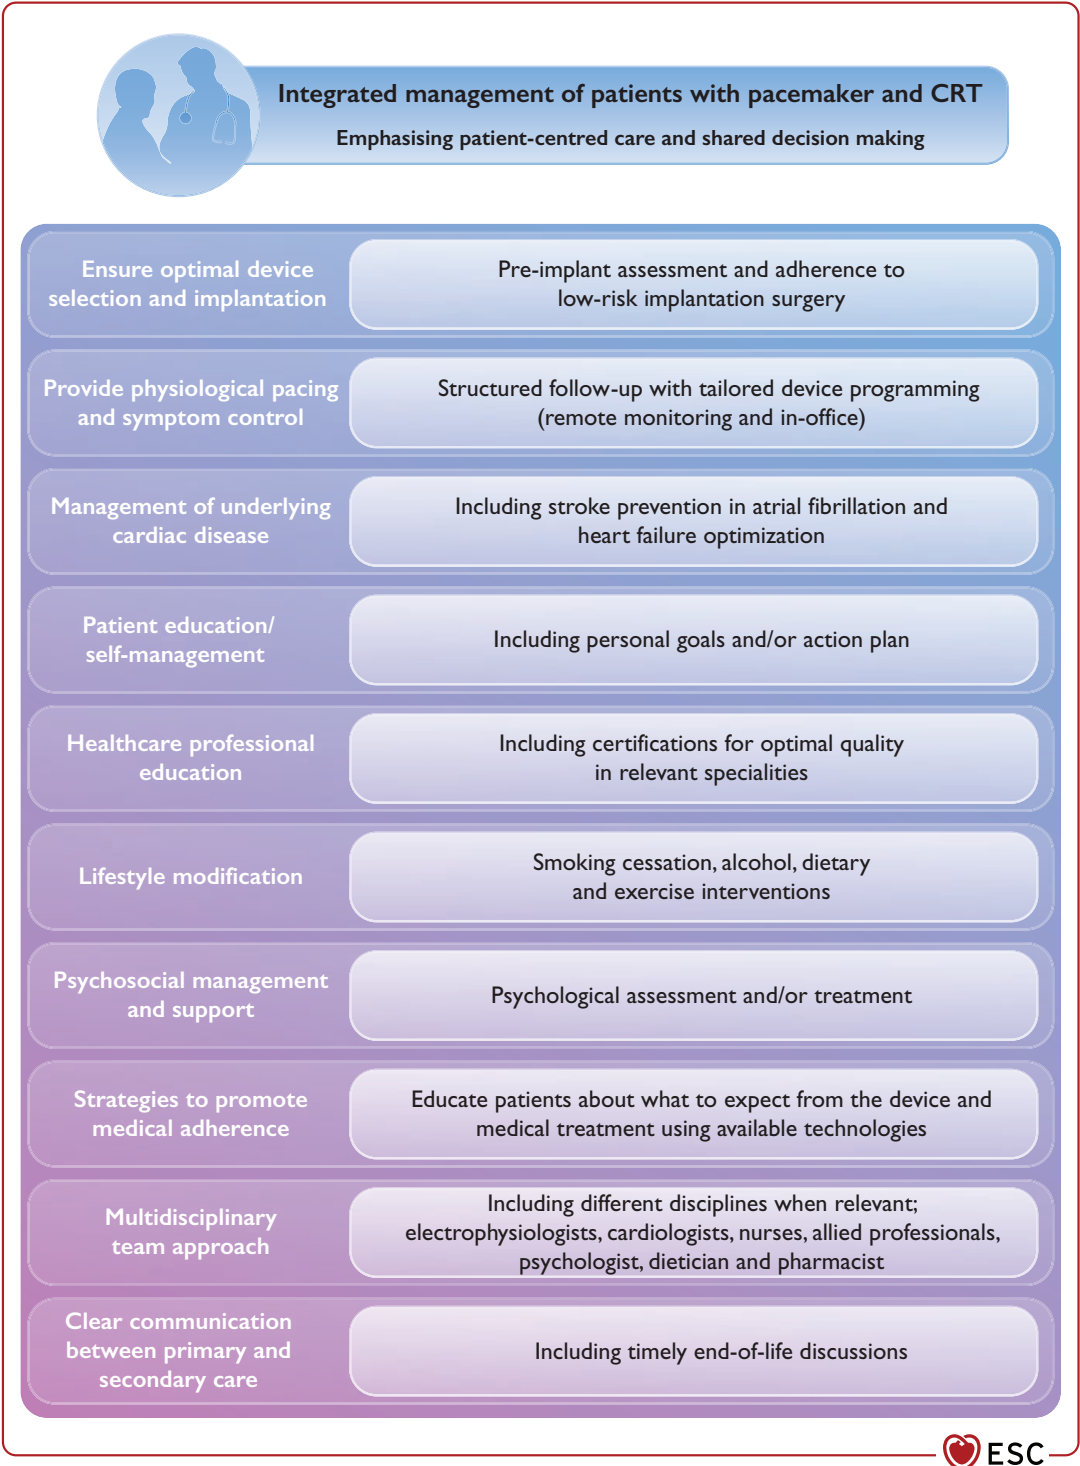 Integrated management of patients with pacemaker and CRT
Emphasising patient-centred care and shared decision making
Ensure optimal device
selection and implantation
Pre-implant assessment and adherence to
low-risk implantation surgery
Provide physiological pacing
and symptom control
Structured follow-up with tailored device programming
(remote monitoring and in-office)
Management of underlying
cardiac disease
Including stroke prevention in atrial fibrillation and
heart failure optimization
Patient education/
self-management
Including personal goals and/or action plan
Healthcare professional
education
Including certifications for optimal quality
in relevant specialities
Lifestyle modification
Smoking cessation, alcohol, dietary
and exercise interventions
Psychosocial management
and support
Psychological assessment and/or treatment
Strategies to promote
medical adherence
Educate patients about what to expect from the device and
medical treatment using available technologies
Multidisciplinary
team approach
Including different disciplines when relevant;
electrophysiologists, cardiologists, nurses, allied professionals,
psychologist, dietician and pharmacist
Clear communication
between primary and
secondary care
Including timely end-of-life discussions
ESC